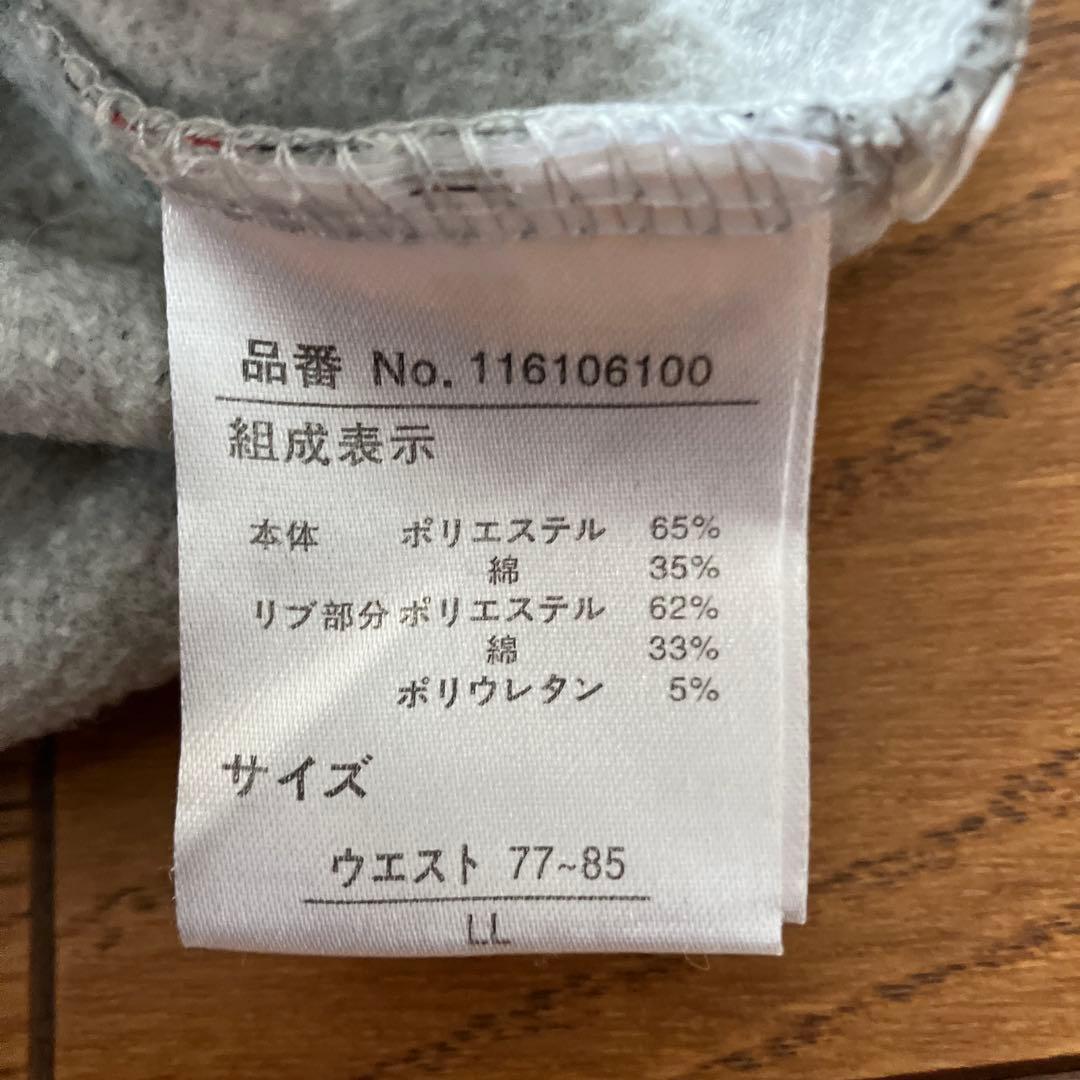 品番 No. 116106100
組成表示
本体 ポリエステル 65%
綿 35%
リブ部分 ポリエステル 62%
綿 33%
ポリウレタン 5%
サイズ
ウエスト 77~85
LL